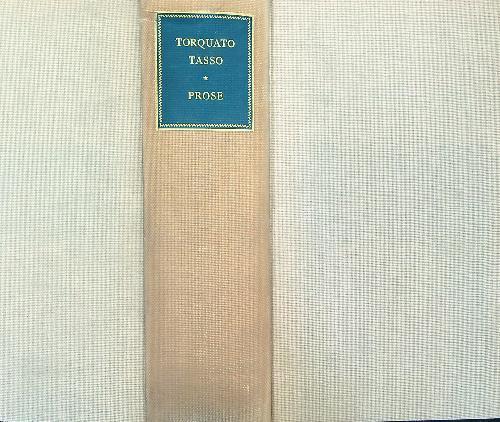 TORQUATO
TASSO
*
PROSE